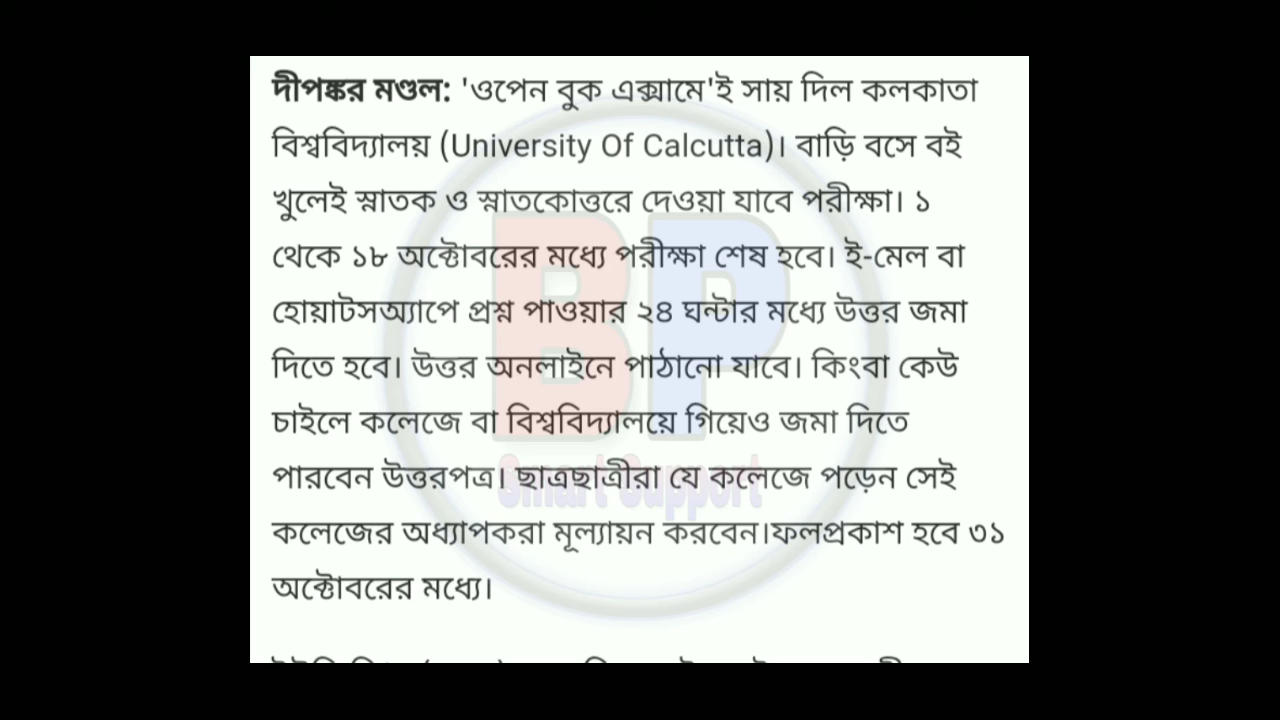 দীপঙ্কর মণ্ডল: 'ওপেন বুক এক্সামে'ই সায় দিল কলকাতা
বিশ্ববিদ্যালয় (University Of Calcutta)। বাড়ি বসে বই
খুলেই স্নাতক ও স্নাতকোত্তরে দেওয়া যাবে পরীক্ষা। ১
থেকে ১৮ অক্টোবরের মধ্যে পরীক্ষা শেষ হবে। ই-মেল বা
হোয়াটসঅ্যাপে প্রশ্ন পাওয়ার ২৪ ঘন্টার মধ্যে উত্তর জমা
দিতে হবে। উত্তর অনলাইনে পাঠানো যাবে। কিংবা কেউ
চাইলে কলেজে বা বিশ্ববিদ্যালয়ে গিয়েও জমা দিতে
পারবেন উত্তরপত্র। ছাত্রছাত্রীরা যে কলেজে পড়েন সেই
কলেজের অধ্যাপকরা মূল্যায়ন করবেন।ফলপ্রকাশ হবে ৩১
অক্টোবরের মধ্যে।
BP
Smart Support